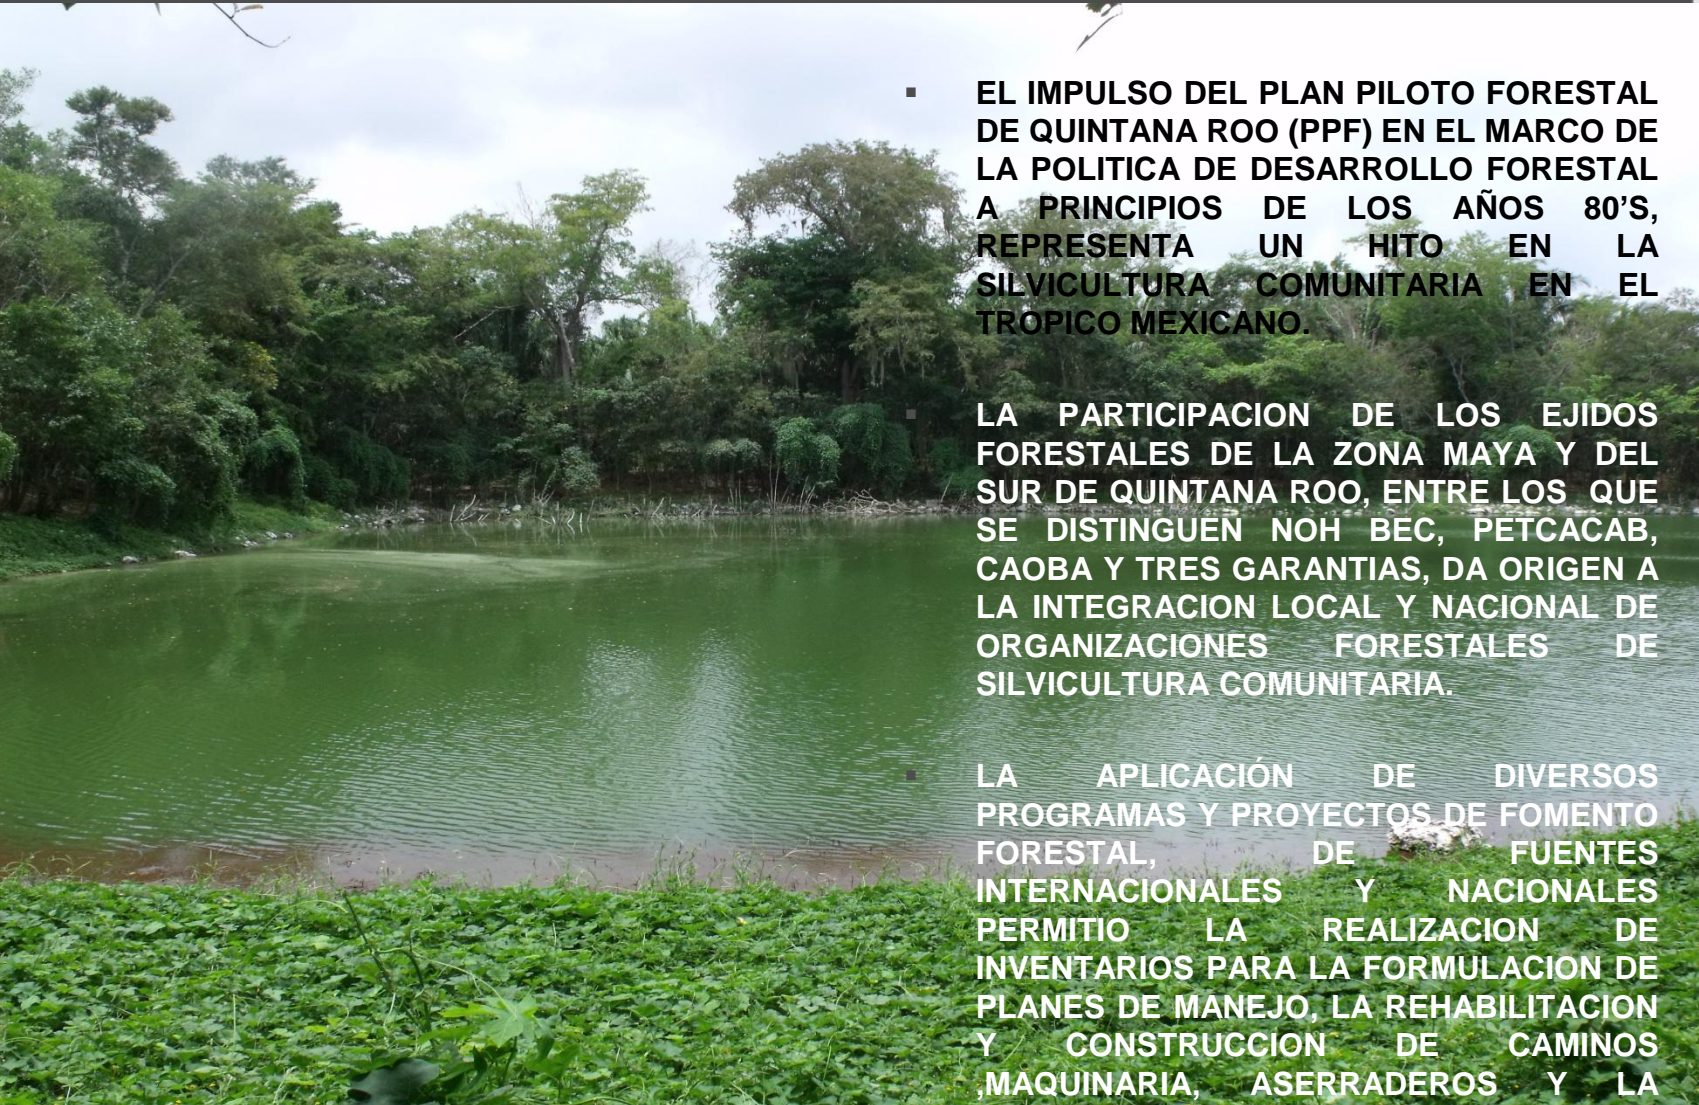 ▪ EL IMPULSO DEL PLAN PILOTO FORESTAL
DE QUINTANA ROO (PPF) EN EL MARCO DE
LA POLITICA DE DESARROLLO FORESTAL
A PRINCIPIOS DE LOS AÑOS 80’S,
REPRESENTA UN HITO EN LA
SILVICULTURA COMUNITARIA EN EL
TROPICO MEXICANO.
▪ LA PARTICIPACION DE LOS EJIDOS
FORESTALES DE LA ZONA MAYA Y DEL
SUR DE QUINTANA ROO, ENTRE LOS QUE
SE DISTINGUEN NOH BEC, PETCACAB,
CAOBA Y TRES GARANTIAS, DA ORIGEN A
LA INTEGRACION LOCAL Y NACIONAL DE
ORGANIZACIONES FORESTALES DE
SILVICULTURA COMUNITARIA.
▪ LA APLICACIÓN DE DIVERSOS
PROGRAMAS Y PROYECTOS DE FOMENTO
FORESTAL, DE FUENTES
INTERNACIONALES Y NACIONALES
PERMITIO LA REALIZACION DE
INVENTARIOS PARA LA FORMULACION DE
PLANES DE MANEJO, LA REHABILITACION
Y CONSTRUCCION DE CAMINOS
,MAQUINARIA, ASERRADEROS Y LA